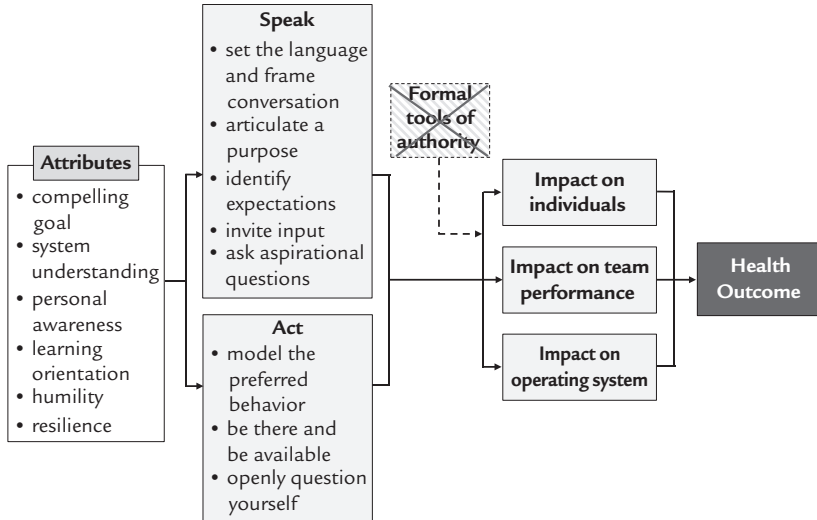 Attributes
• compelling
goal
• system
understanding
• personal
awareness
• learning
orientation
• humility
• resilience
Speak
• set the language
and frame
conversation
• articulate a
purpose
• identify
expectations
• invite input
• ask aspirational
questions
Act
• model the
preferred
behavior
• be there and
be available
• openly question
yourself
Formal
tools of
authority
Impact on
individuals
Impact on team
performance
Impact on
operating system
Health
Outcome